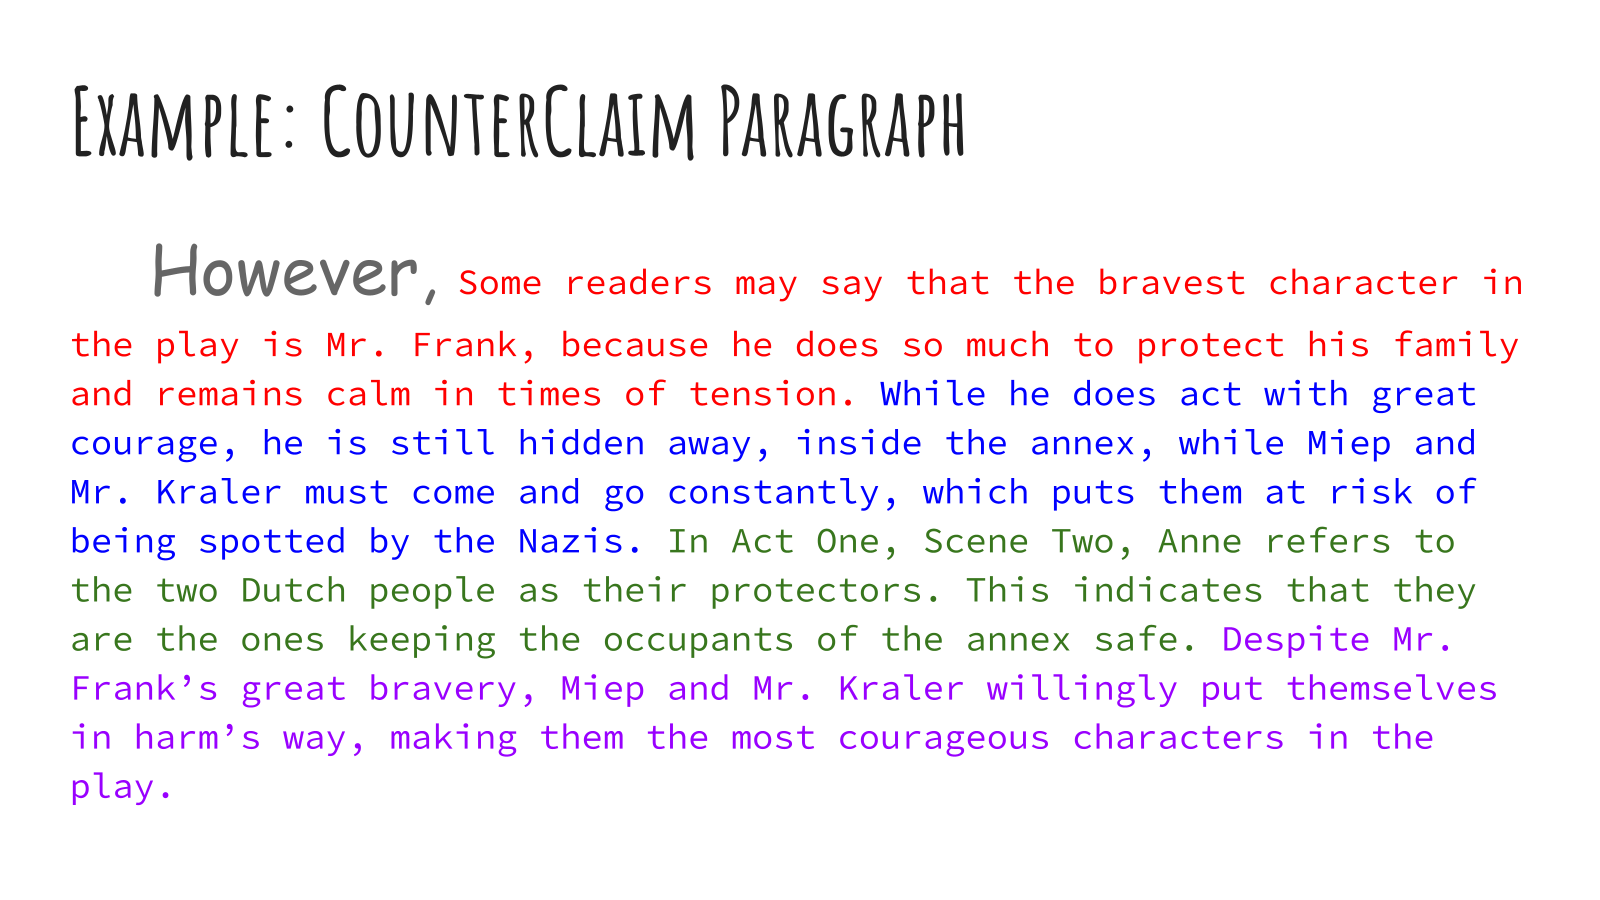 Example: CounterClaim Paragraph
However, Some readers may say that the bravest character in
the play is Mr. Frank, because he does so much to protect his family
and remains calm in times of tension. While he does act with great
courage, he is still hidden away, inside the annex, while Miep and
Mr. Kraler must come and go constantly, which puts them at risk of
being spotted by the Nazis. In Act One, Scene Two, Anne refers to
the two Dutch people as their protectors. This indicates that they
are the ones keeping the occupants of the annex safe. Despite Mr.
Frank’s great bravery, Miep and Mr. Kraler willingly put themselves
in harm’s way, making them the most courageous characters in the
play.